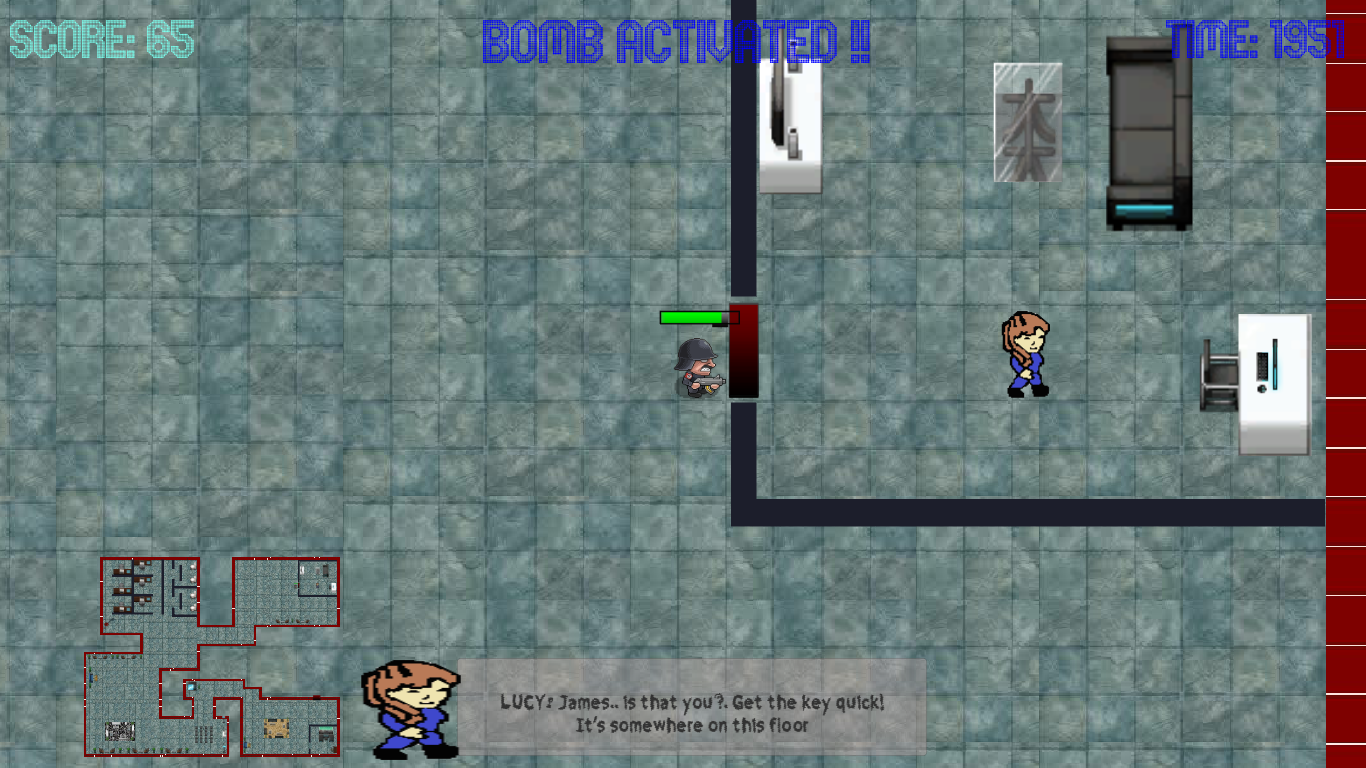 SCORE: 65
BOMB ACTIVATED !!
TIME: 195
LUCY: James.. is that you?. Get the key quick!
It's somewhere on this floor